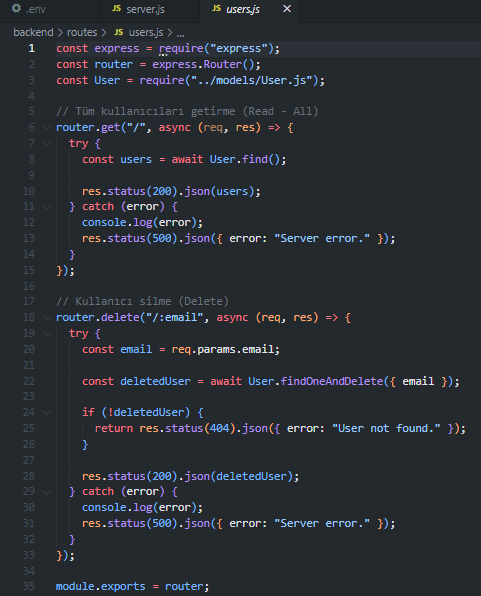 .env JS server.js JS users.js ×
backend > routes > JS users.js > ...
1 const express = require("express");
2 const router = express.Router();
3 const User = require("../models/User.js");
4
5 // Tüm kullanıcıları getirme (Read - All)
6 router.get("/", async (req, res) => {
7 try {
8 const users = await User.find();
9
10 res.status(200).json(users);
11 } catch (error) {
12 console.log(error);
13 res.status(500).json({ error: "Server error." });
14 }
15 });
16
17 // Kullanıcı silme (Delete)
18 router.delete("/:email", async (req, res) => {
19 try {
20 const email = req.params.email;
21
22 const deletedUser = await User.findOneAndDelete({ email });
23
24 if (!deletedUser) {
25 return res.status(404).json({ error: "User not found." });
26 }
27
28 res.status(200).json(deletedUser);
29 } catch (error) {
30 console.log(error);
31 res.status(500).json({ error: "Server error." });
32 }
33 });
34
35 module.exports = router;